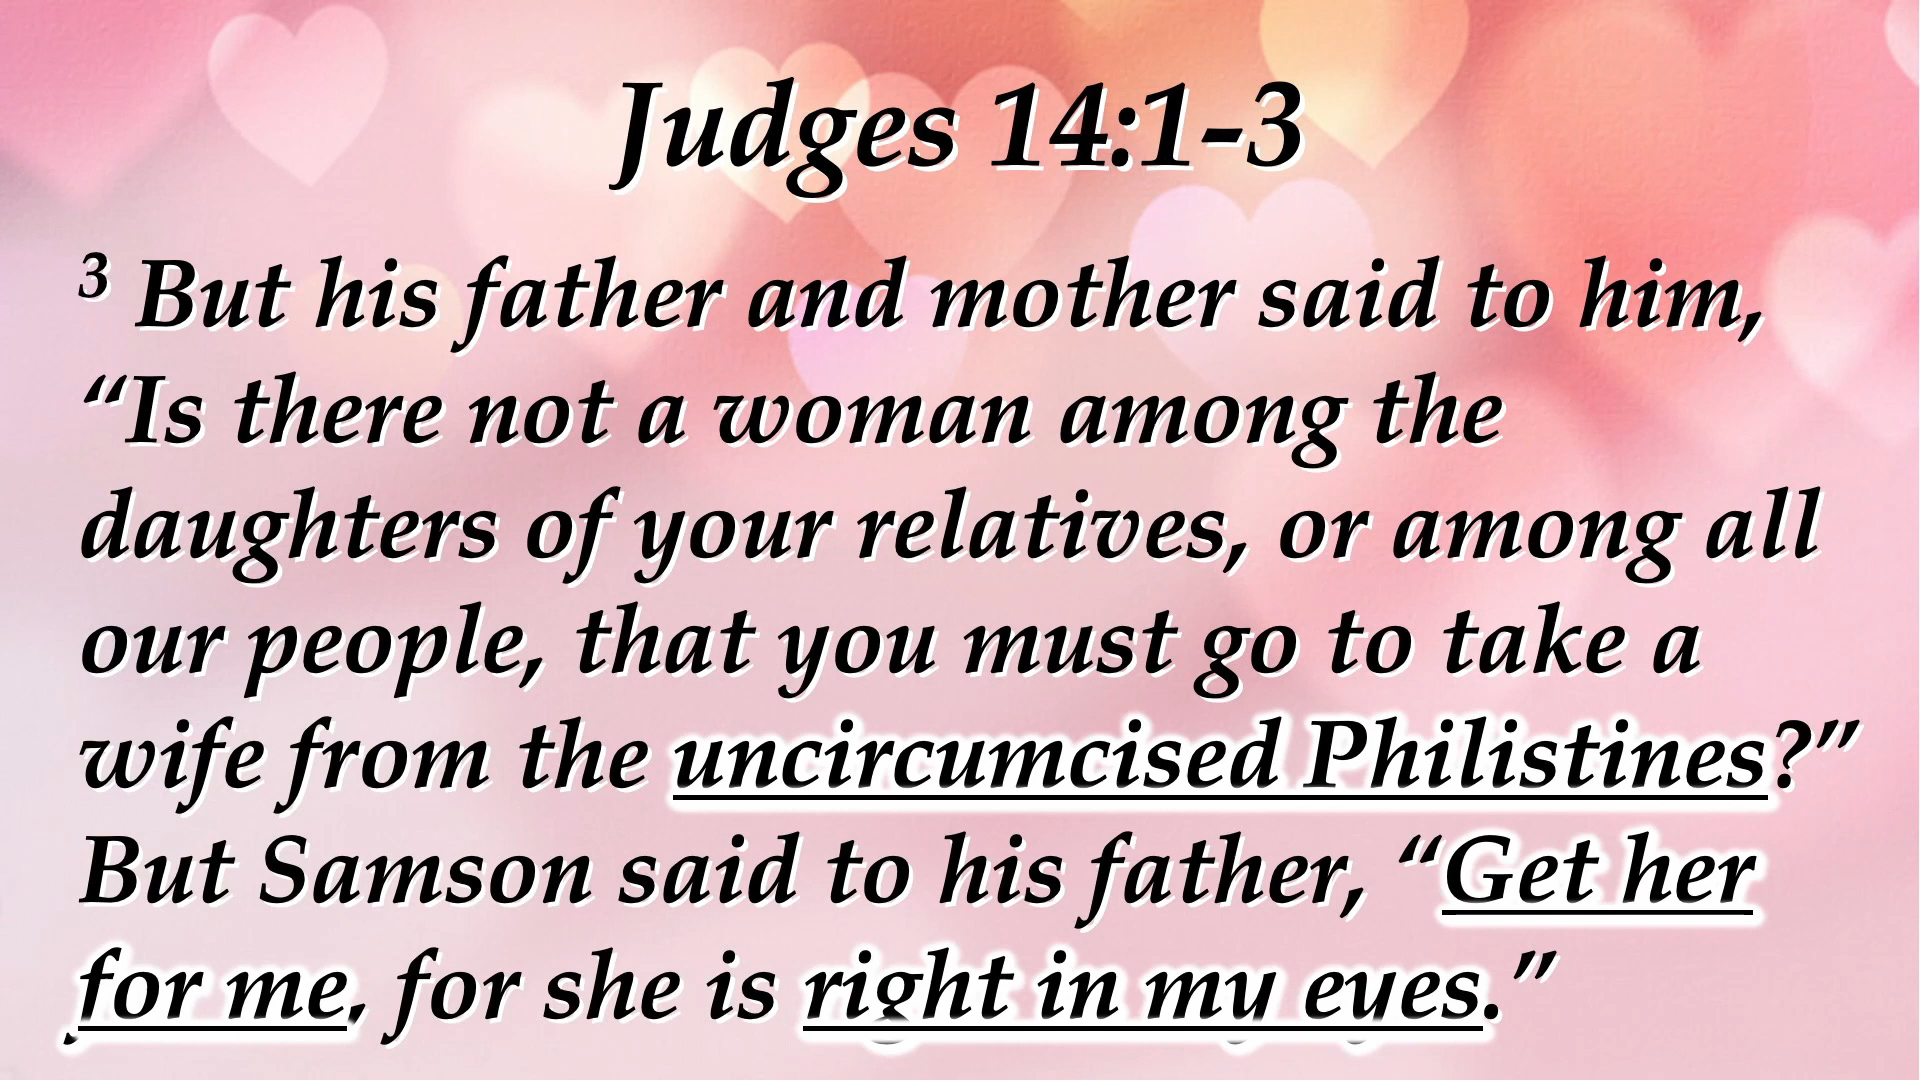 Judges 14:1-3
3 But his father and mother said to him,
“Is there not a woman among the
daughters of your relatives, or among all
our people, that you must go to take a
wife from the uncircumcised Philistines?”
But Samson said to his father, “Get her
for me, for she is right in my eyes.”